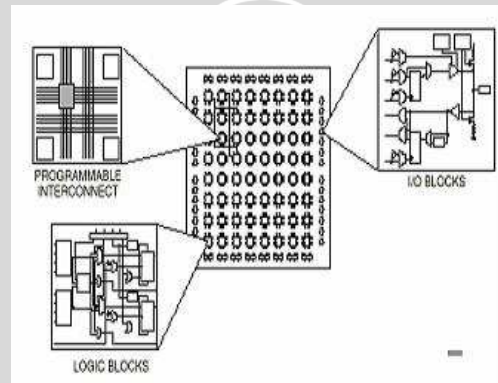 PROGRAMMABLE
INTERCONNECT
I/O BLOCKS
LOGIC BLOCKS